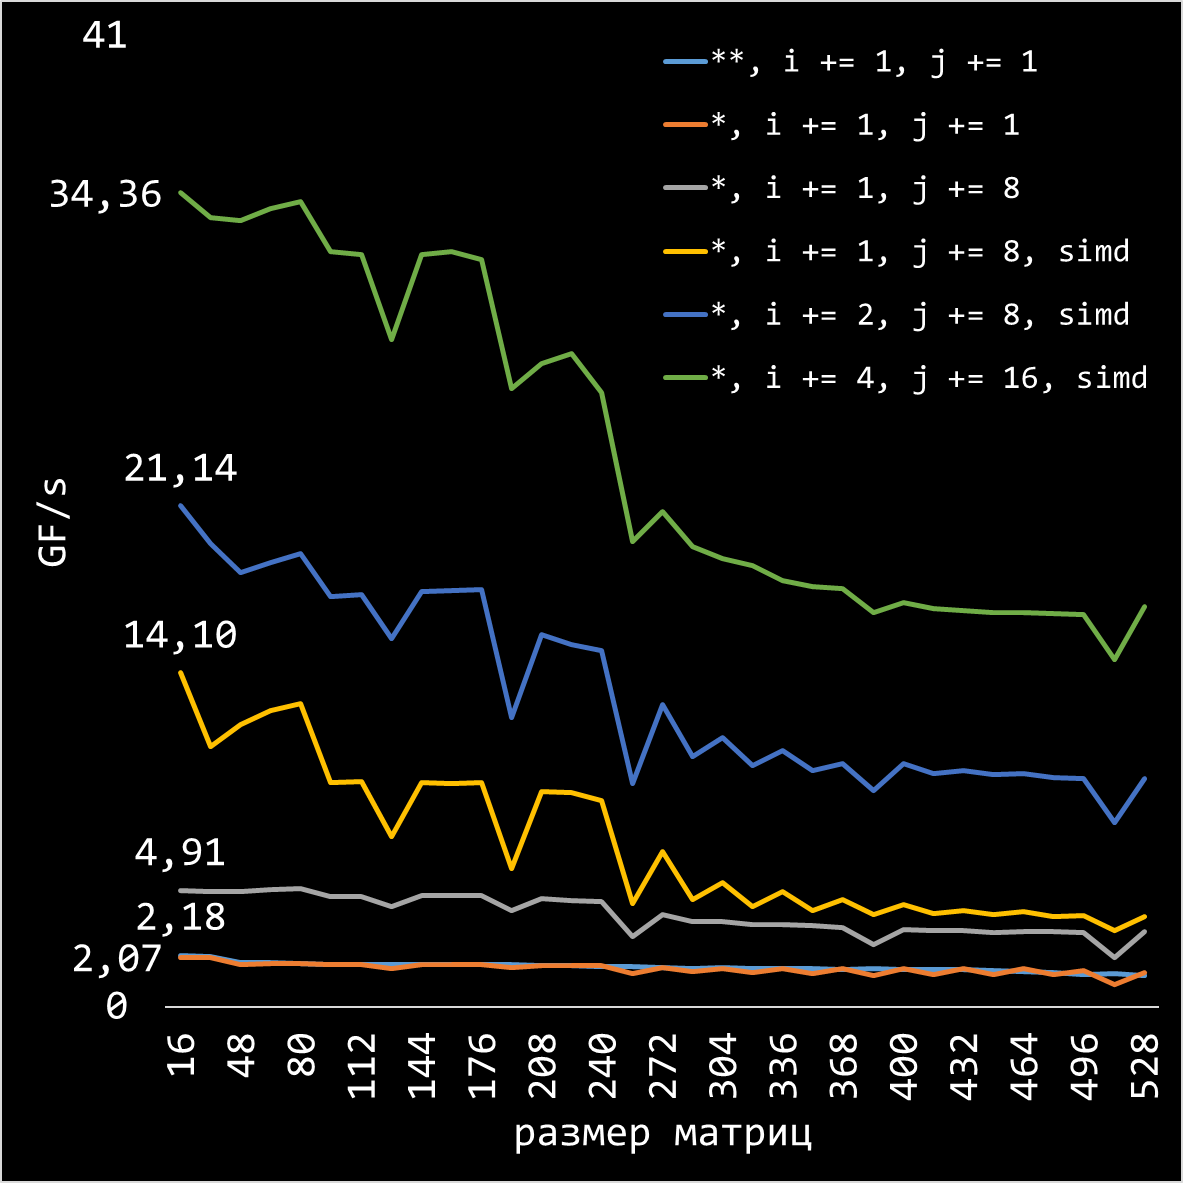 41
**, i += 1, j += 1
*, i += 1, j += 1
*, i += 1, j += 8
*, i += 1, j += 8, simd
*, i += 2, j += 8, simd
*, i += 4, j += 16, simd
34,36
21,14
14,10
4,91
2,18
2,07
0
GF/s
16 48 80 112 144 176 208 240 272 304 336 368 400 432 464 496 528
размер матриц